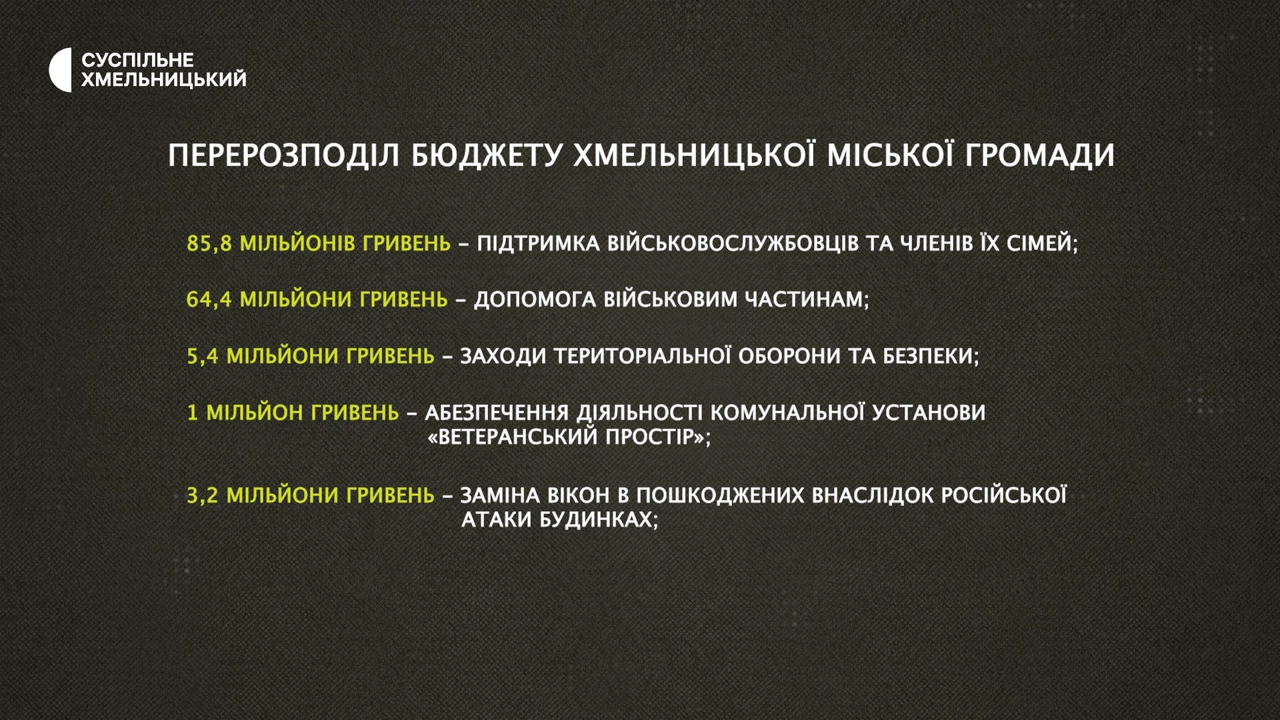 СУСПІЛЬНЕ
ХМЕЛЬНИЦЬКИЙ
ПЕРЕРОЗПОДІЛ БЮДЖЕТУ ХМЕЛЬНИЦЬКОЇ МІСЬКОЇ ГРОМАДИ
85,8 МІЛЬЙОНІВ ГРИВЕНЬ – ПІДТРИМКА ВІЙСЬКОВОСЛУЖБОВЦІВ ТА ЧЛЕНІВ ЇХ СІМЕЙ;
64,4 МІЛЬЙОНИ ГРИВЕНЬ – ДОПОМОГА ВІЙСЬКОВИМ ЧАСТИНАМ;
5,4 МІЛЬЙОНИ ГРИВЕНЬ – ЗАХОДИ ТЕРИТОРІАЛЬНОЇ ОБОРОНИ ТА БЕЗПЕКИ;
1 МІЛЬЙОН ГРИВЕНЬ – АБЕЗПЕЧЕННЯ ДІЯЛЬНОСТІ КОМУНАЛЬНОЇ УСТАНОВИ
«ВЕТЕРАНСЬКИЙ ПРОСТІР»;
3,2 МІЛЬЙОНИ ГРИВЕНЬ – ЗАМІНА ВІКОН В ПОШКОДЖЕНИХ ВНАСЛІДОК РОСІЙСЬКОЇ
АТАКИ БУДИНКАХ;